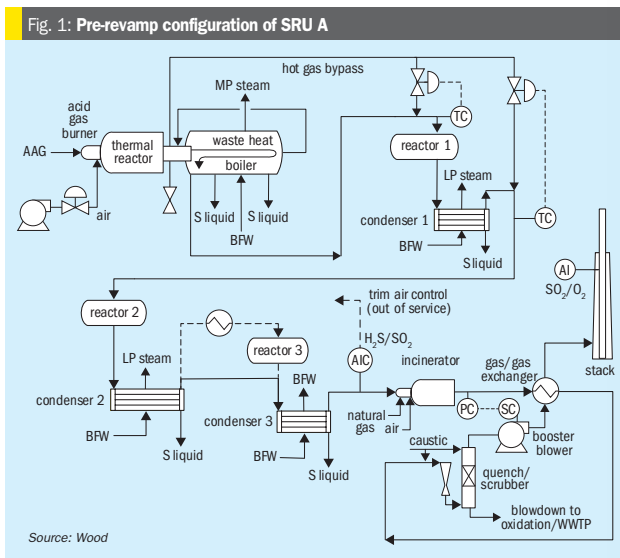 Fig. 1: Pre-revamp configuration of SRU A
hot gas bypass
MP steam
acid
gas
burner
TC
AAG
thermal
reactor
waste heat
boiler
reactor 1
LP steam
air
S liquid
S liquid
BFW
condenser 1
TC
BFW
S liquid
AI
SO2/O2
reactor 2
trim air control
(out of service)
H2S/SO2
reactor 3
AIC
incinerator
gas/gas
exchanger
stack
LP steam
BFW
condenser 2
condenser 3
natural
gas
air
PC
SC
BFW
BFW
caustic
booster
blower
S liquid
S liquid
quench/
scrubber
blowdown to
oxidation/WWTP
Source: Wood